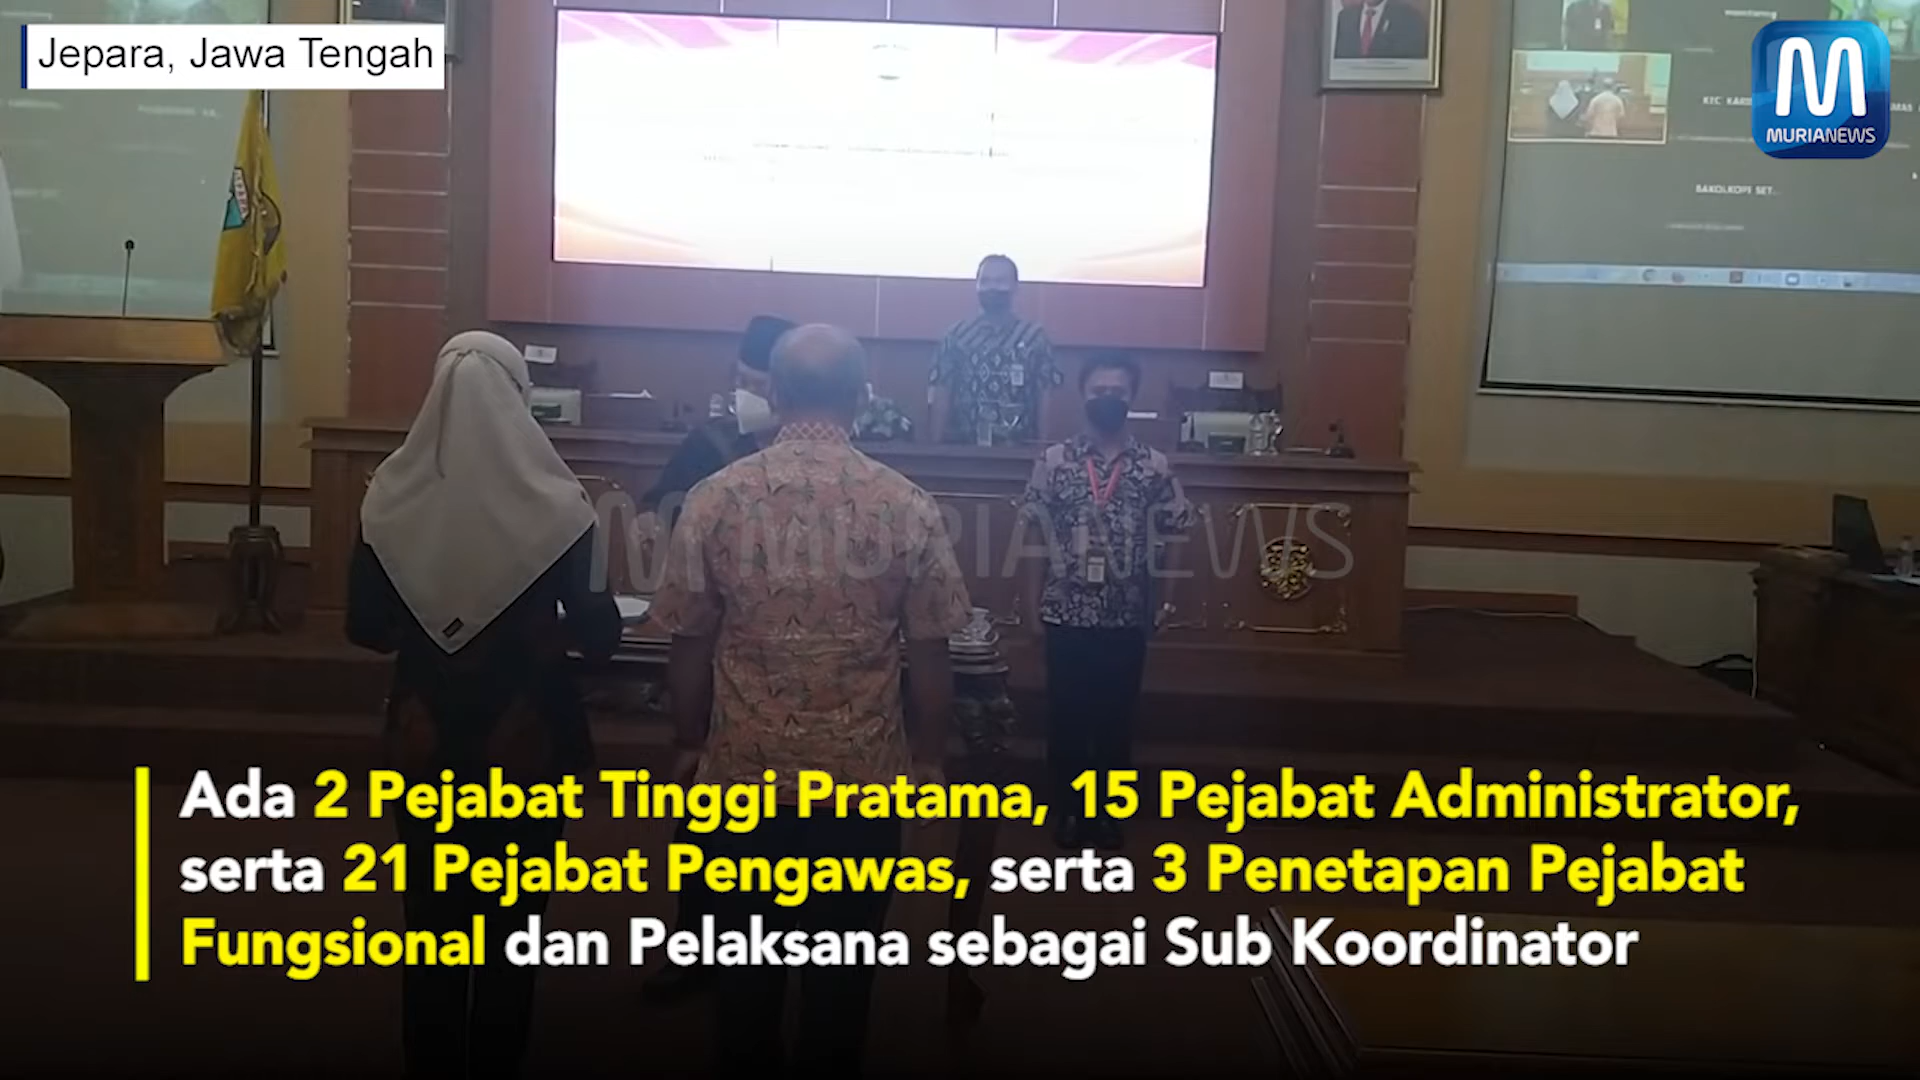 Jepara, Jawa Tengah
MURIANEWS
MURIANEWS
Ada 2 Pejabat Tinggi Pratama, 15 Pejabat Administrator,
serta 21 Pejabat Pengawas, serta 3 Penetapan Pejabat
Fungsional dan Pelaksana sebagai Sub Koordinator